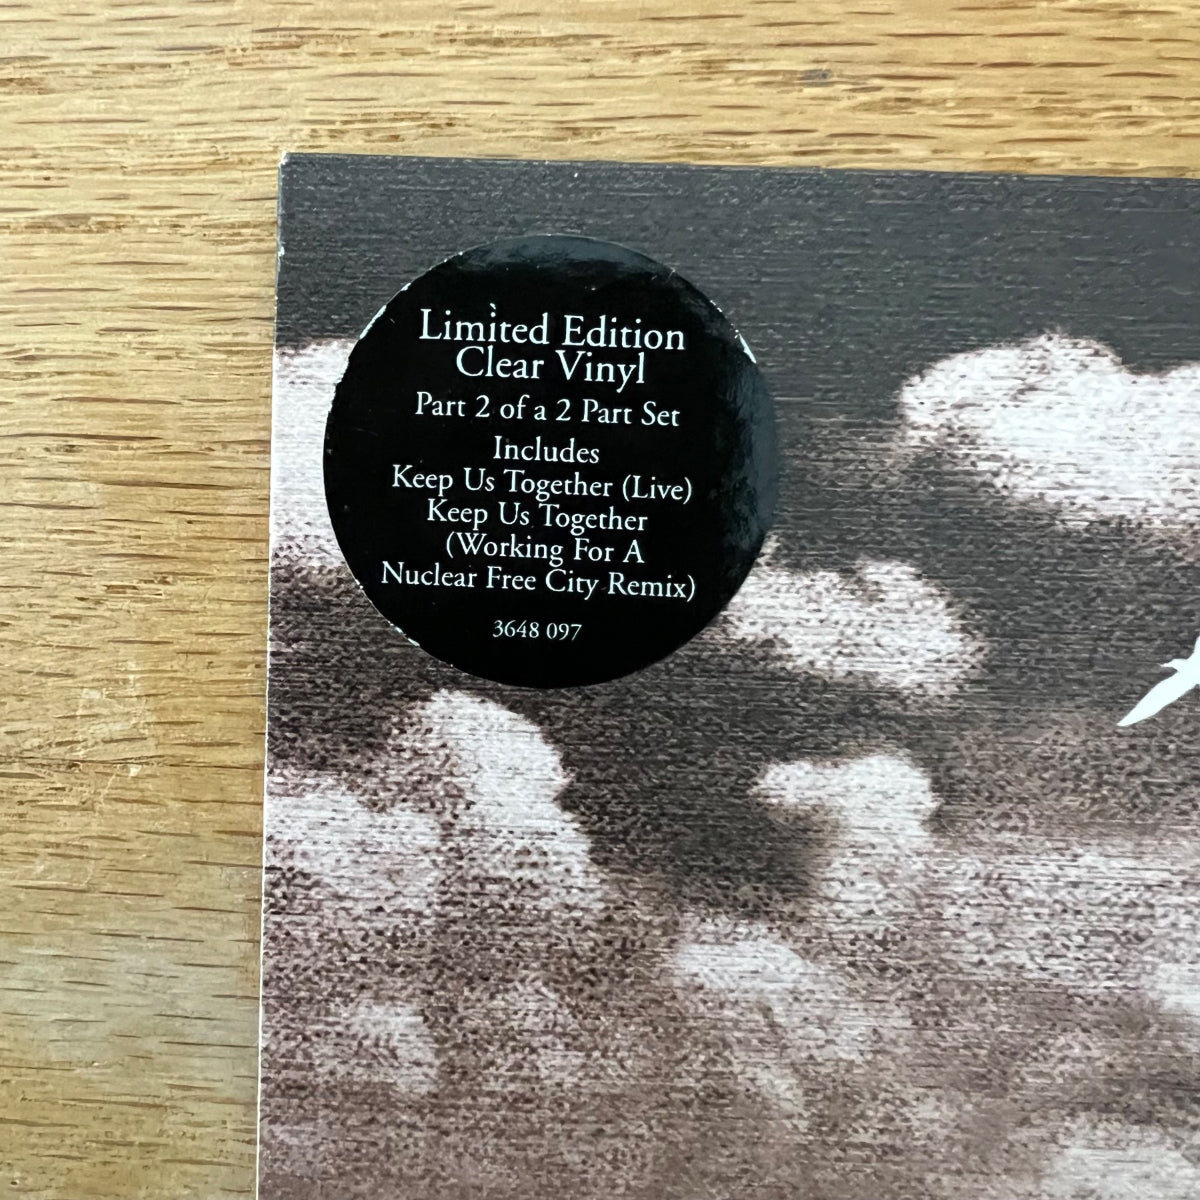 Limited Edition
Clear Vinyl
Part 2 of a 2 Part Set
Includes
Keep Us Together (Live)
Keep Us Together
(Working For A
Nuclear Free City Remix)
3648 097